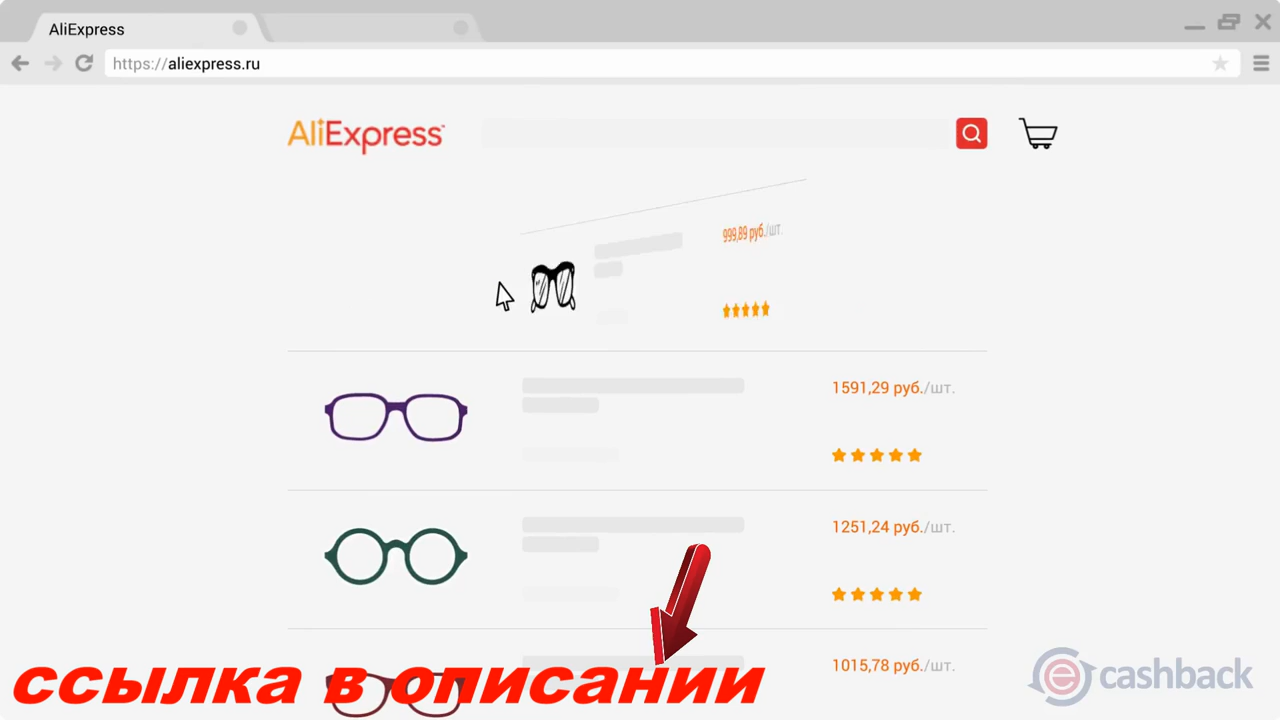 AliExpress
https://aliexpress.ru
AliExpress™
999,89 руб./шт.
1591,29 руб./шт.
1251,24 руб./шт.
1015,78 руб./шт.
ссылка в описании
e cashback